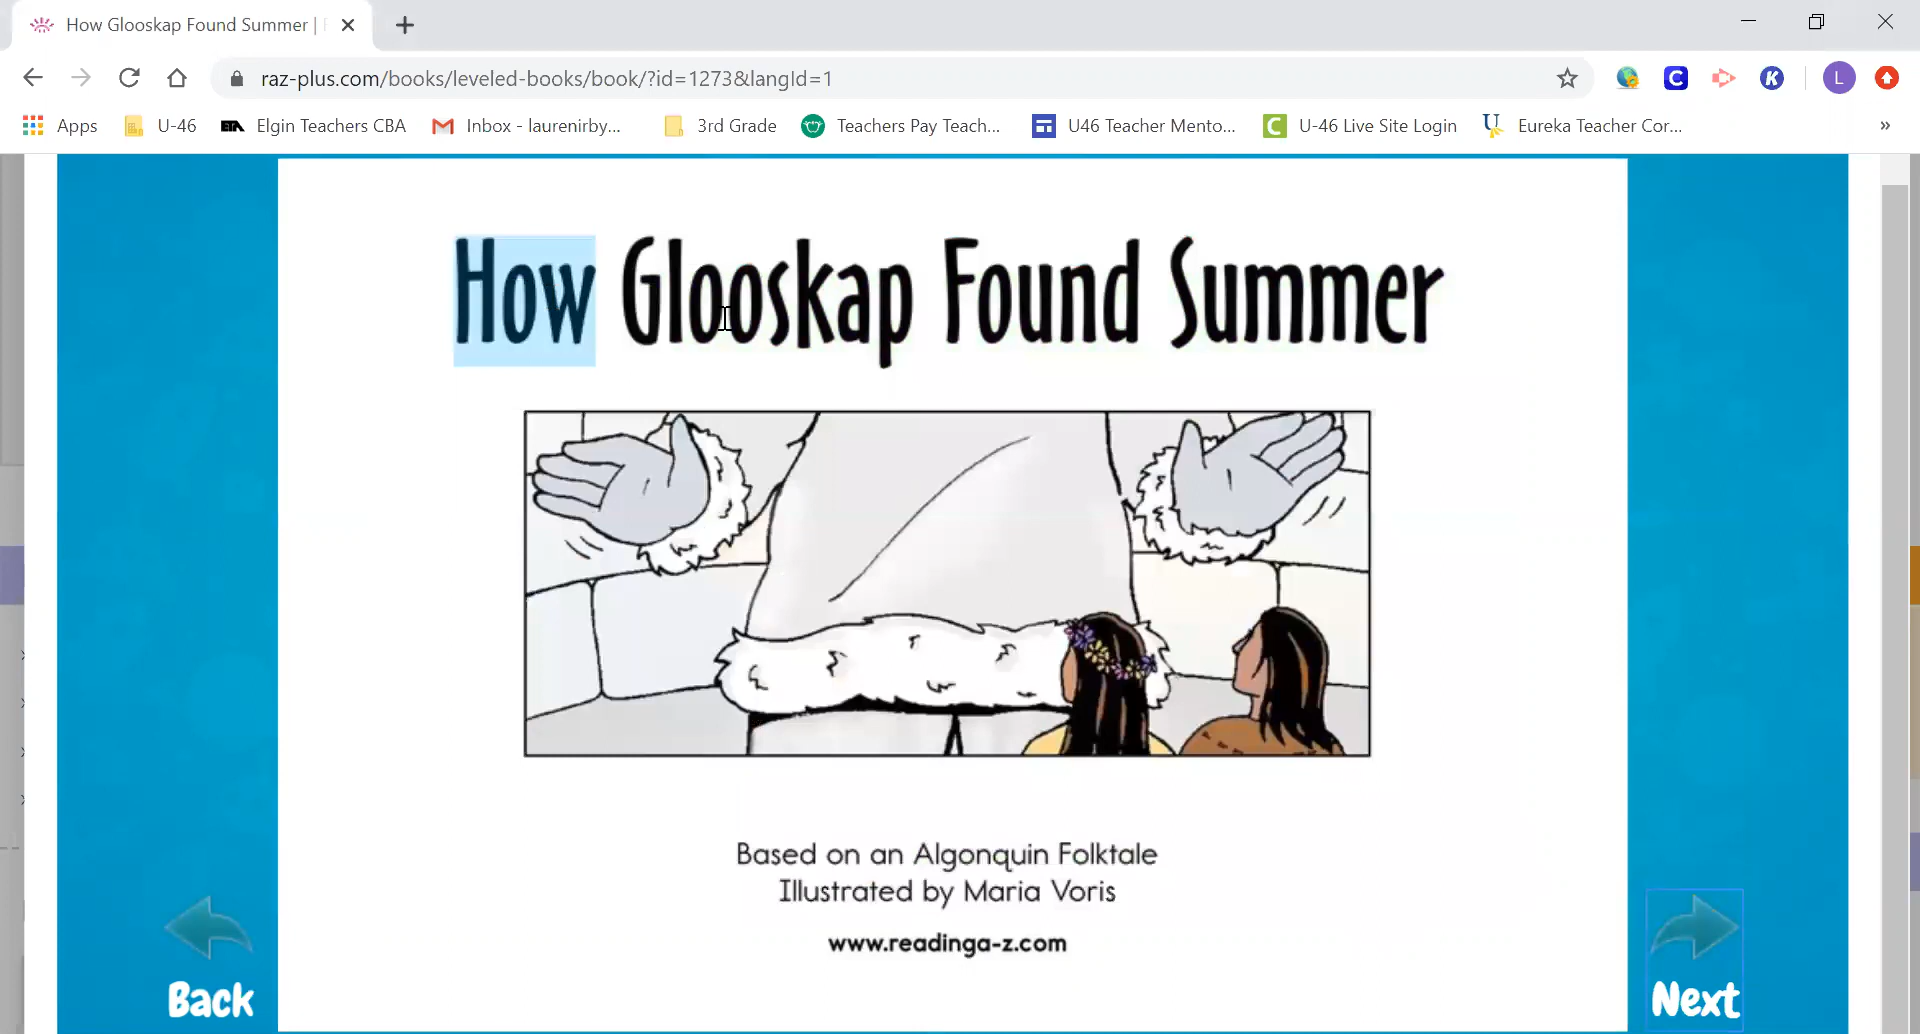 How Glooskap Found Summer |
raz-plus.com/books/leveled-books/book/?id=1273&langId=1
C
K
L
Apps
U-46
ETA
Elgin Teachers CBA
Inbox - laurenirby...
3rd Grade
Teachers Pay Teach...
U46 Teacher Mento...
C
U-46 Live Site Login
U
Eureka Teacher Cor...
»
How Glooskap Found Summer
Based on an Algonquin Folktale
Illustrated by Maria Voris
www.readinga-z.com
Back
Next